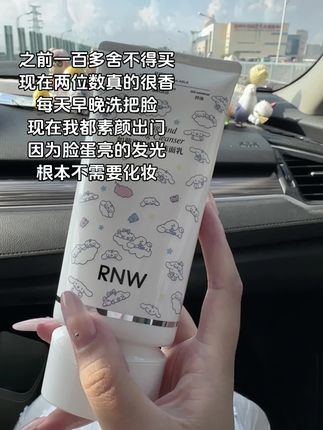 之前一百多舍不得买
现在两位数真的很香
每天早晚洗把脸
现在我都素颜出门
因为脸蛋亮的发光
根本不需要化妆
RNW